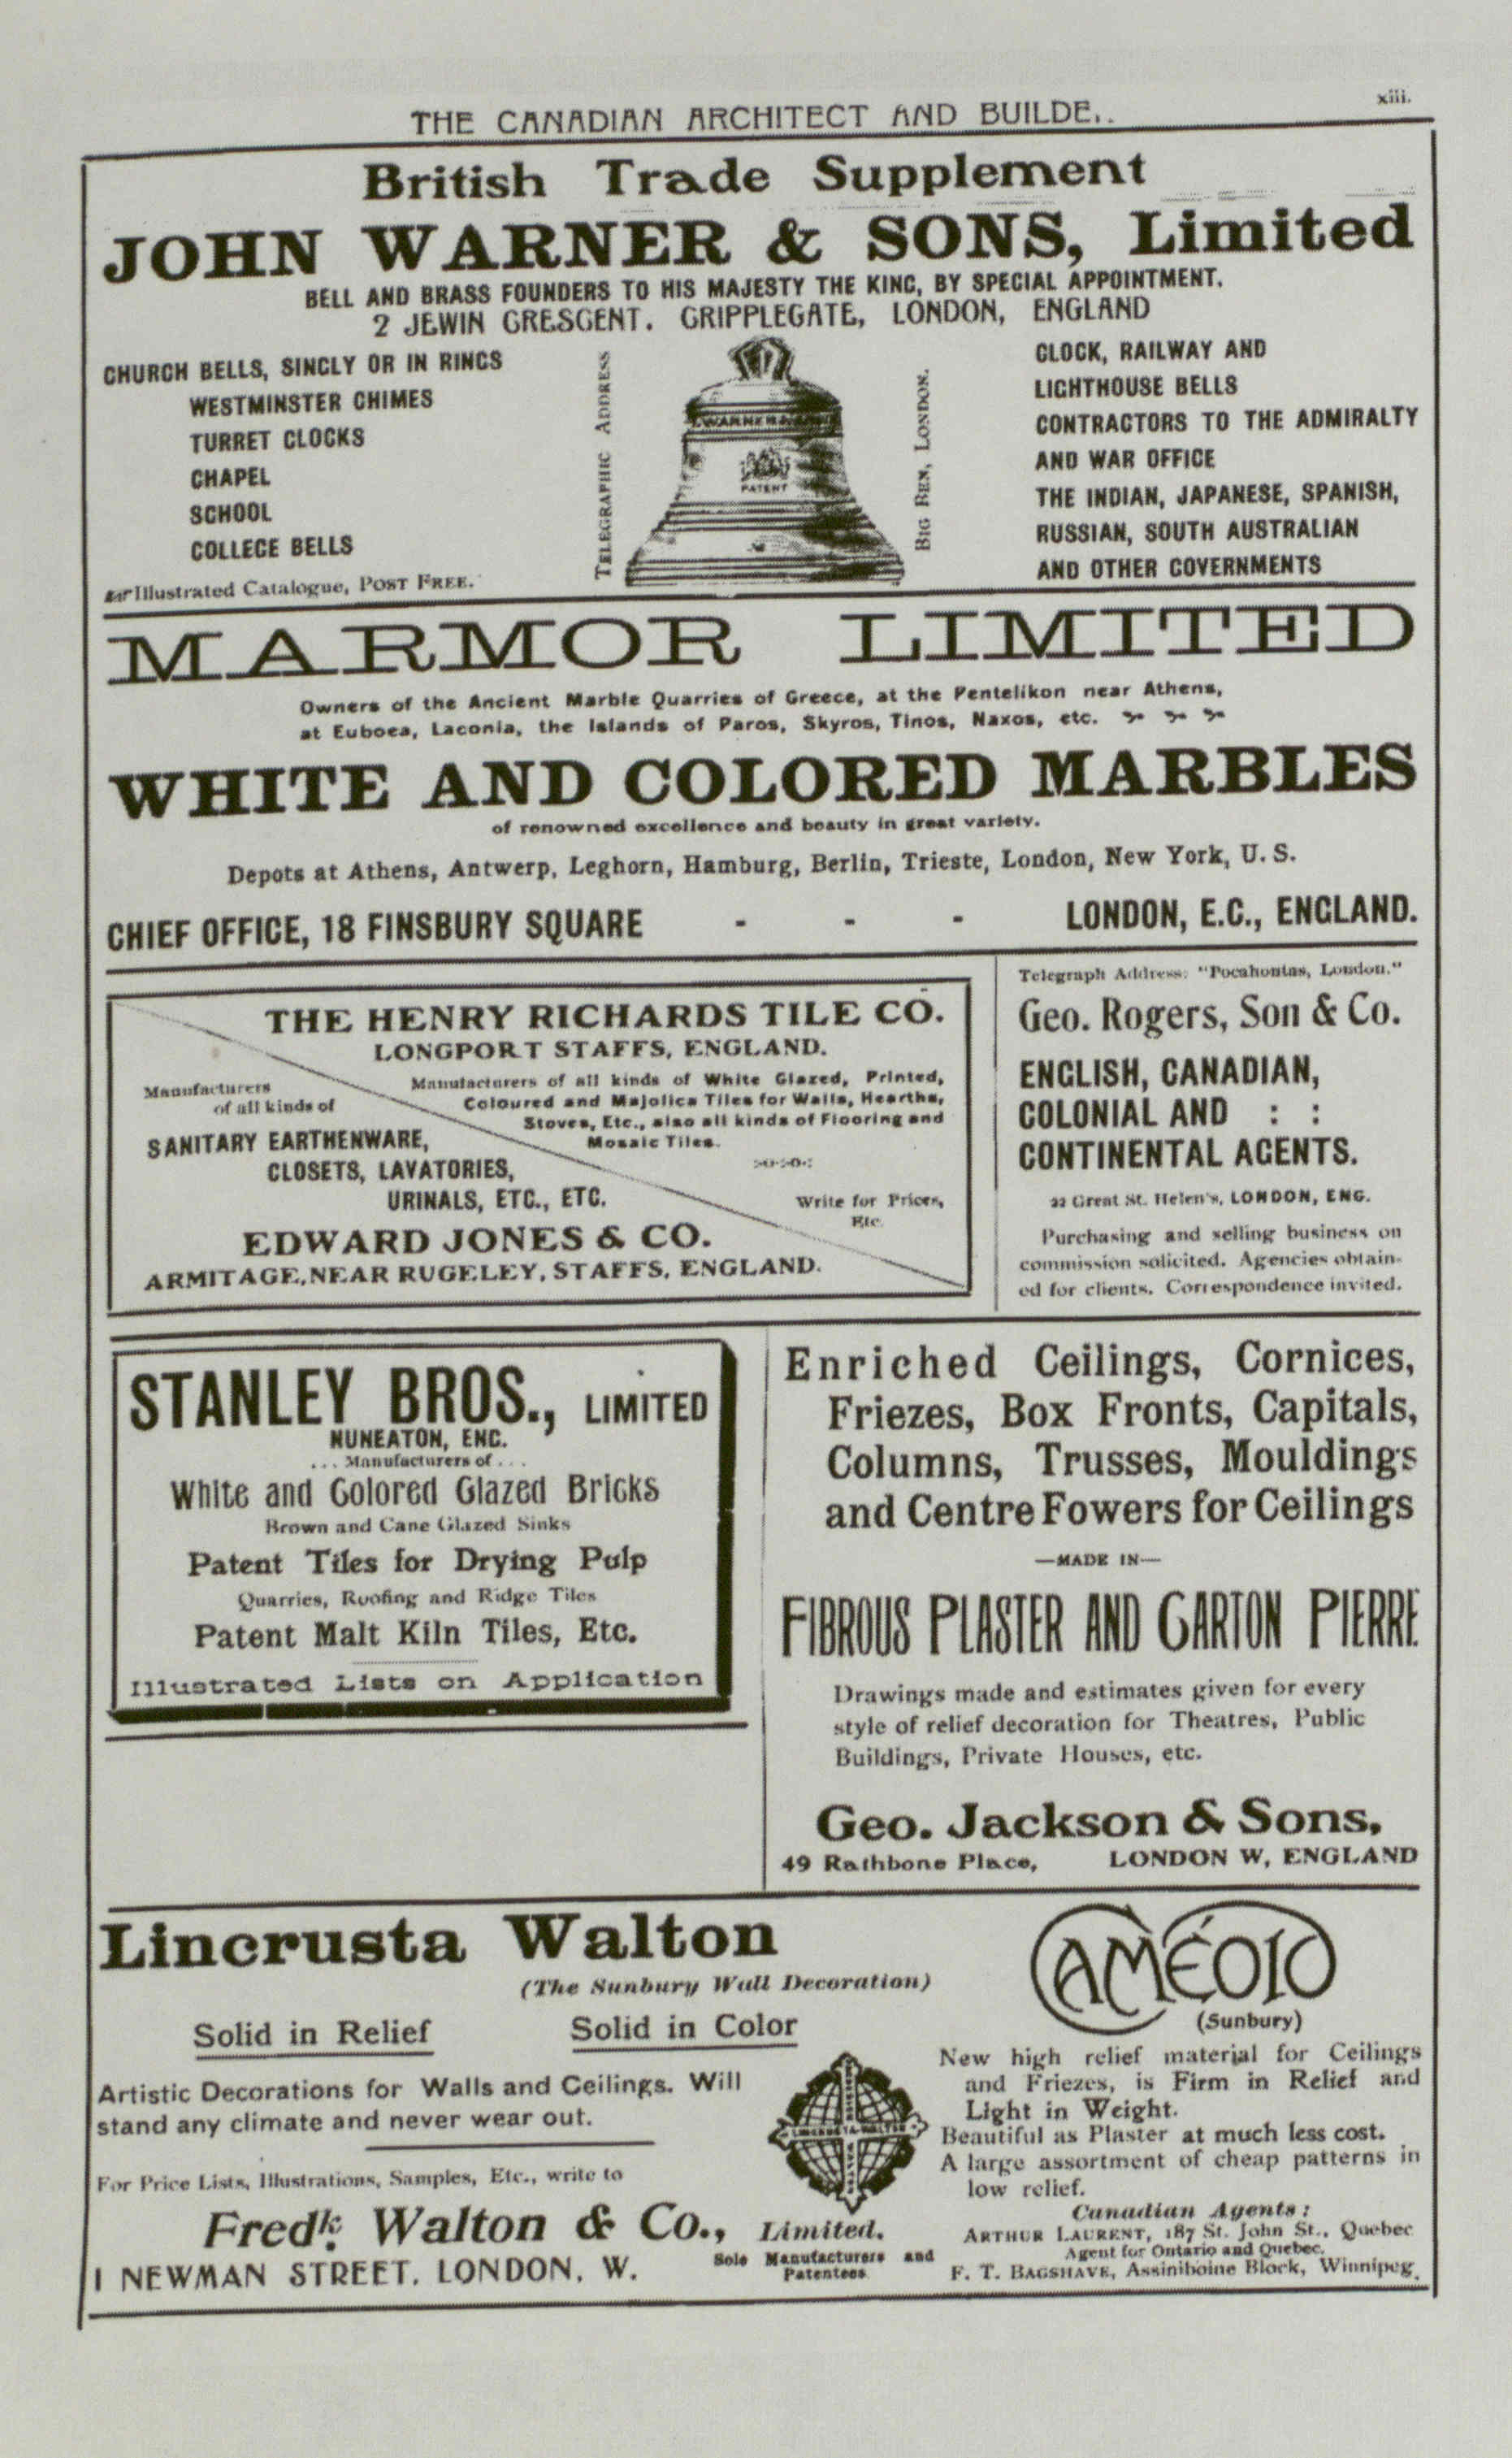 THE CANADIAN ARCHITECT AND BUILDE..
xiii.
British Trade Supplement
JOHN WARNER & SONS, Limited
BELL AND BRASS FOUNDERS TO HIS MAJESTY THE KING, BY SPECIAL APPOINTMENT.
2 JEWIN CRESCENT. CRIPPLEGATE, LONDON, ENGLAND
CHURCH BELLS, SINGLY OR IN RINGS
WESTMINSTER CHIMES
TURRET CLOCKS
CHAPEL
SCHOOL
COLLEGE BELLS
Illustrated Catalogue, POST FREE.
TELEGRAPHIC ADDRESS
J. WARNER & SONS
PATENT
BIG BEN, LONDON.
CLOCK, RAILWAY AND
LIGHTHOUSE BELLS
CONTRACTORS TO THE ADMIRALTY
AND WAR OFFICE
THE INDIAN, JAPANESE, SPANISH,
RUSSIAN, SOUTH AUSTRALIAN
AND OTHER GOVERNMENTS
MARMOR LIMITED
Owners of the Ancient Marble Quarries of Greece, at the Pentelikon near Athens,
at Euboea, Laconia, the Islands of Paros, Skyros, Tinos, Naxos, etc.
WHITE AND COLORED MARBLES
of renowned excellence and beauty in great variety.
Depots at Athens, Antwerp, Leghorn, Hamburg, Berlin, Trieste, London, New York, U. S.
CHIEF OFFICE, 18 FINSBURY SQUARE - - - LONDON, E.C., ENGLAND.
THE HENRY RICHARDS TILE CO.
LONGPORT STAFFS, ENGLAND.
Manufacturers of all kinds of White Glazed, Printed,
Coloured and Majolica Tiles for Walls, Hearths,
Stoves, Etc., also all kinds of Flooring and
Mosaic Tiles.
Write for Prices,
Etc.
Manufacturers
of all kinds of
SANITARY EARTHENWARE,
CLOSETS, LAVATORIES,
URINALS, ETC., ETC.
EDWARD JONES & CO.
ARMITAGE, NEAR RUGELEY, STAFFS, ENGLAND.
Telegraph Address: "Pocahontas, London."
Geo. Rogers, Son & Co.
ENGLISH, CANADIAN,
COLONIAL AND : :
CONTINENTAL AGENTS.
22 Great St. Helen's, LONDON, ENG.
Purchasing and selling business on
commission solicited. Agencies obtain-
ed for clients. Correspondence invited.
STANLEY BROS., LIMITED
NUNEATON, ENG.
... Manufacturers of ...
White and Colored Glazed Bricks
Brown and Cane Glazed Sinks
Patent Tiles for Drying Pulp
Quarries, Roofing and Ridge Tiles
Patent Malt Kiln Tiles, Etc.
Illustrated Lists on Application
Enriched Ceilings, Cornices,
Friezes, Box Fronts, Capitals,
Columns, Trusses, Mouldings
and Centre Fowers for Ceilings
—MADE IN—
FIBROUS PLASTER AND CARTON PIERRE
Drawings made and estimates given for every
style of relief decoration for Theatres, Public
Buildings, Private Houses, etc.
Geo. Jackson & Sons,
49 Rathbone Place, LONDON W, ENGLAND
Lincrusta Walton
(The Sunbury Wall Decoration)
Solid in Relief Solid in Color
Artistic Decorations for Walls and Ceilings. Will
stand any climate and never wear out.
For Price Lists, Illustrations, Samples, Etc., write to
Fredk. Walton & Co., Limited.
1 NEWMAN STREET, LONDON, W.
Sole Manufacturers and
Patentees
LINCRUSTA-WALTON
CAMÉOID
(Sunbury)
New high relief material for Ceilings
and Friezes, is Firm in Relief and
Light in Weight.
Beautiful as Plaster at much less cost.
A large assortment of cheap patterns in
low relief.
Canadian Agents:
ARTHUR LAURENT, 187 St. John St., Quebec
Agent for Ontario and Quebec.
F. T. BAGSHAVE, Assiniboine Block, Winnipeg.